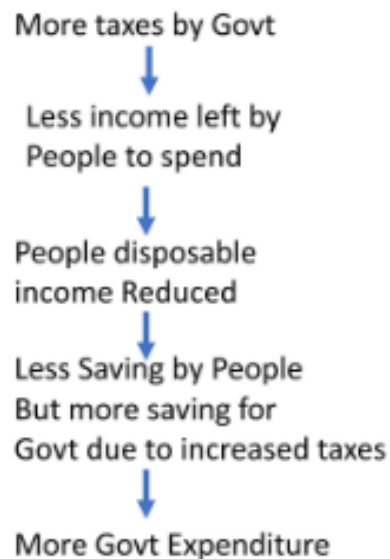 More taxes by Govt
Less income left by
People to spend
People disposable
income Reduced
Less Saving by People
But more saving for
Govt due to increased taxes
More Govt Expenditure